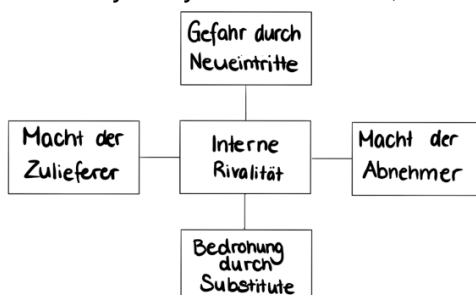 Gefahr durch
Neueintritte
Macht der
Zulieferer
Interne
Rivalität
Macht der
Abnehmer
Bedrohung
durch
Substitute